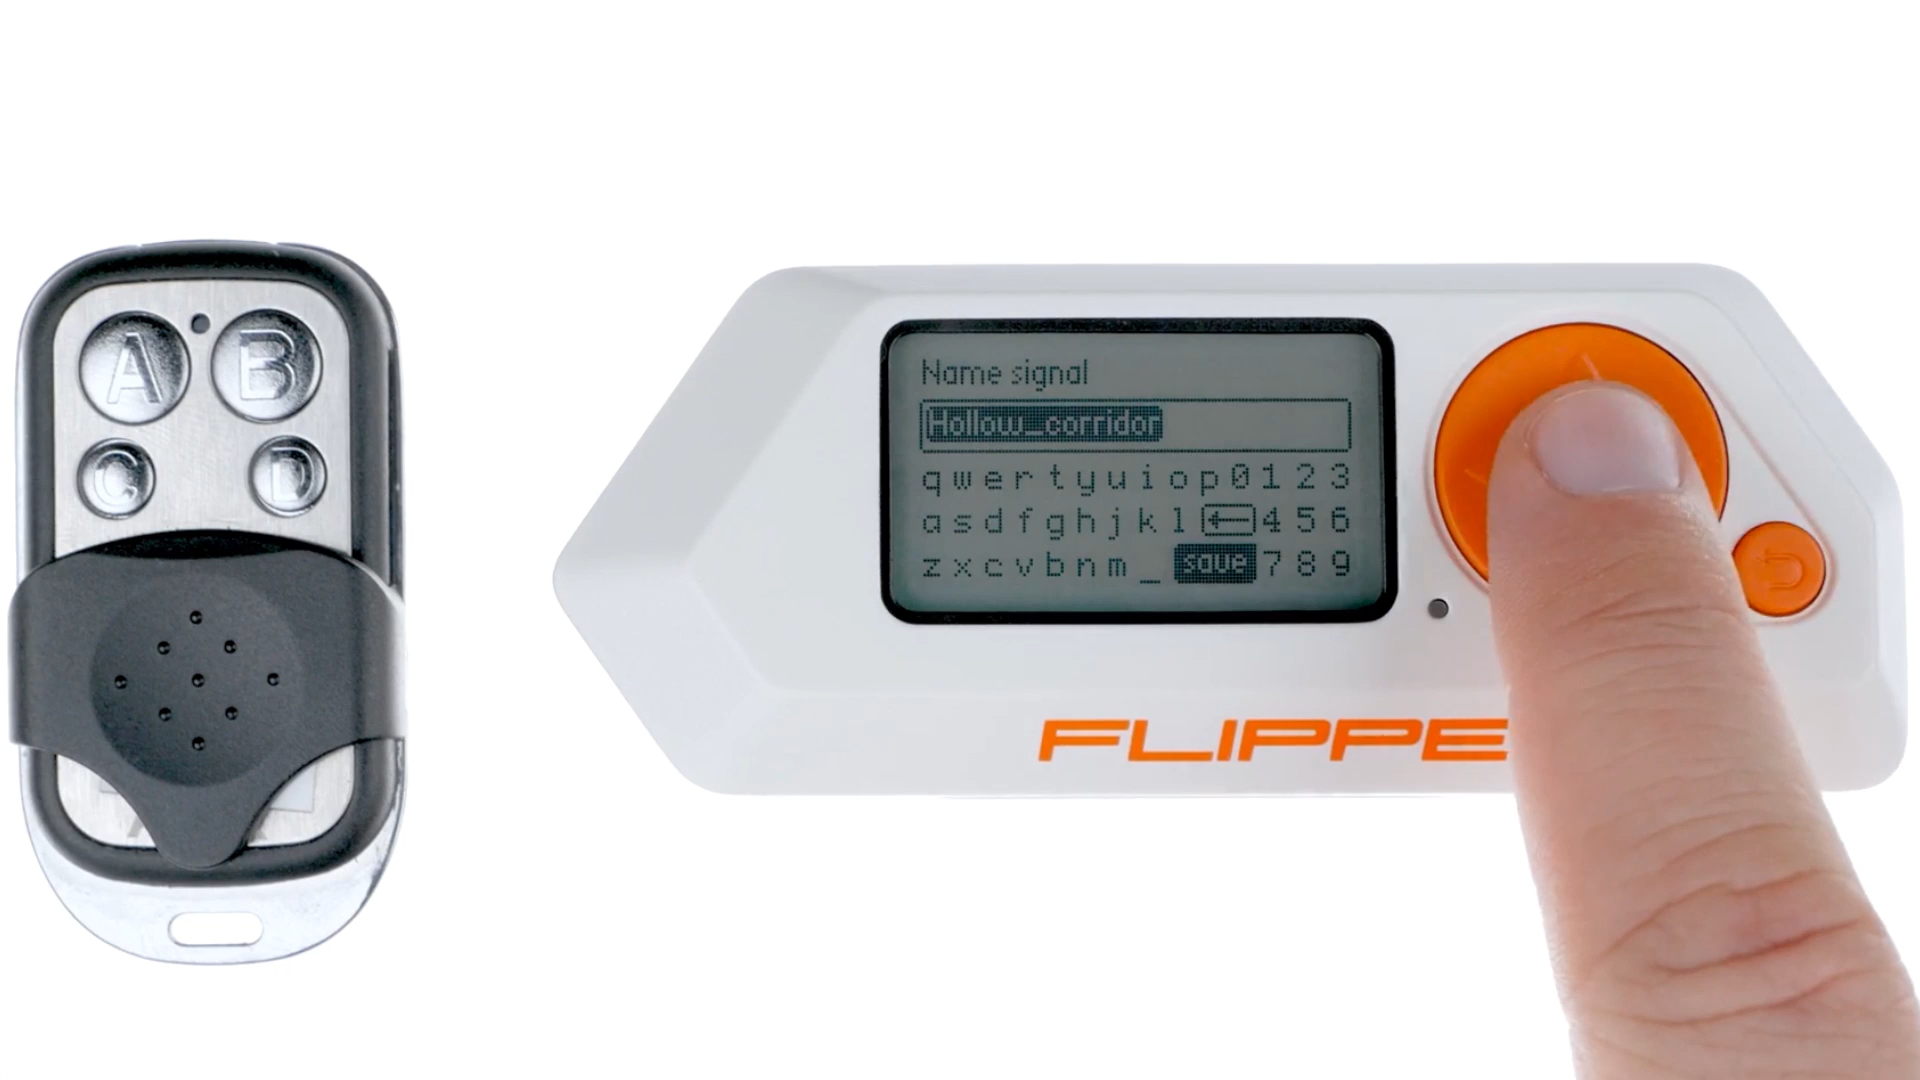 A B
C D
Name signal
Hollow_corridor
q w e r t y u i o p 0 1 2 3
a s d f g h j k l 4 5 6
z x c v b n m _ save 7 8 9
FLIPPE